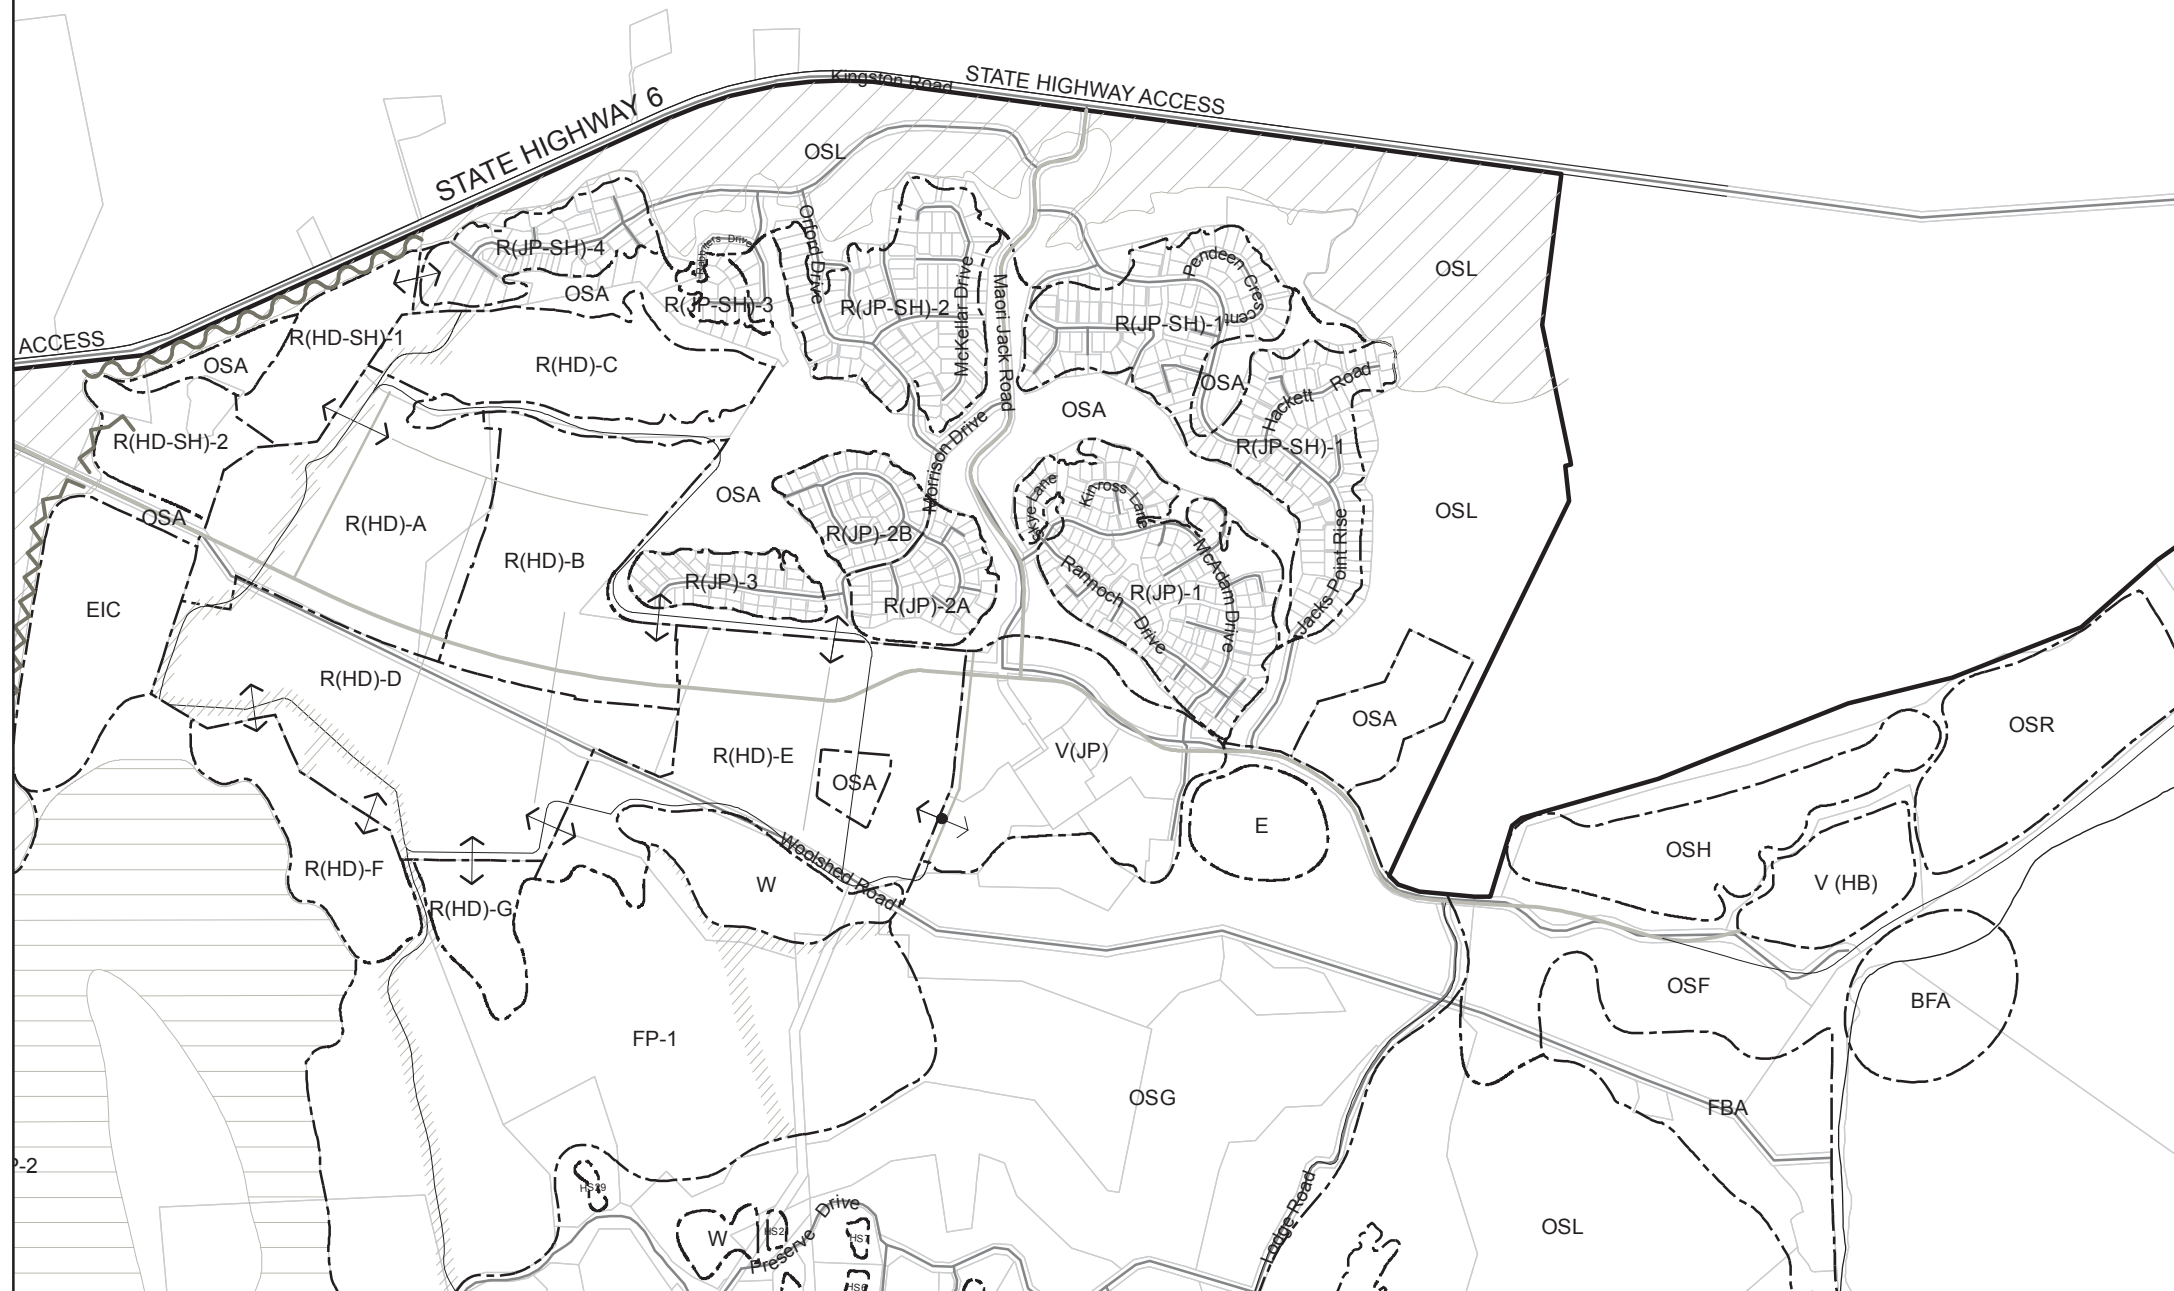 Kingston Road
STATE HIGHWAY ACCESS
STATE HIGHWAY 6
OSL
R(JP-SH)-4
OSA
R(JP-SH)-3
Orford Drive
R(JP-SH)-2
McKellar Drive
Maori Jack Road
Pendeen Crescent
R(JP-SH)-1
OSL
ACCESS
OSA
R(HD-SH)-1
R(HD)-C
OSA
Hackett Road
OSA
R(HD-SH)-2
R(JP-SH)-1
Morrison Drive
OSA
OSA
R(HD)-A
R(HD)-B
R(JP)-2B
Skye Lane
Kinross Lane
OSL
EIC
R(JP)-3
R(JP)-2A
Rannoch Drive
R(JP)-1
McAdam Drive
Jacks Point Rise
R(HD)-D
R(HD)-E
OSA
V(JP)
OSA
OSR
E
OSH
V (HB)
R(HD)-F
R(HD)-G
W
Woolshed Road
OSF
BFA
FP-1
OSG
FBA
P-2
HS29
W
Preserve Drive
HS7
HS6
Lodge Road
OSL